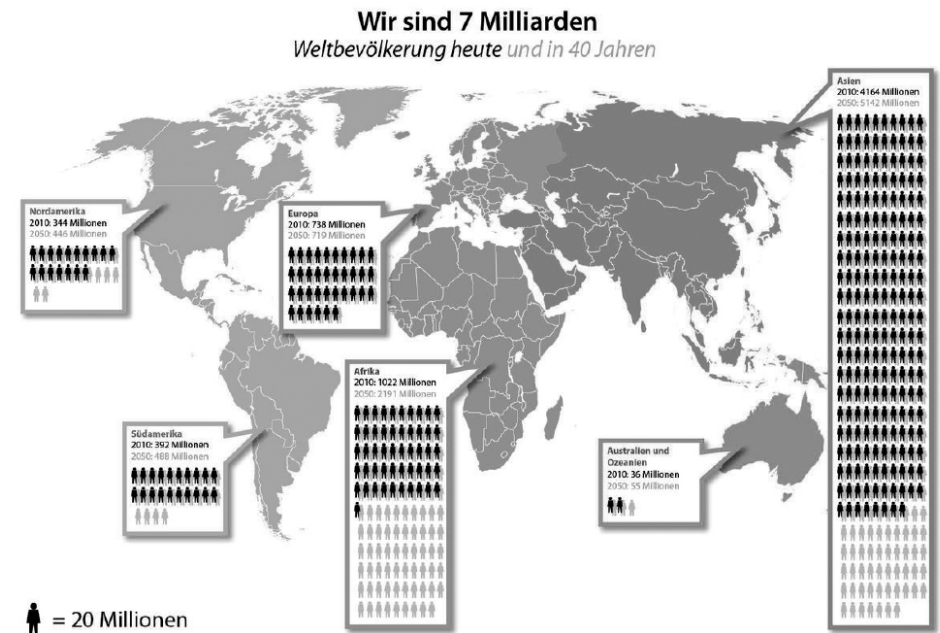 Wir sind 7 Milliarden
Weltbevölkerung heute und in 40 Jahren
Asien
2010: 4164 Millionen
2050: 5142 Millionen
Nordamerika
2010: 344 Millionen
2050: 446 Millionen
Europa
2010: 738 Millionen
2050: 719 Millionen
Afrika
2010: 1022 Millionen
2050: 2191 Millionen
Südamerika
2010: 392 Millionen
2050: 488 Millionen
Australien und
Ozeanien
2010: 36 Millionen
2050: 55 Millionen
= 20 Millionen